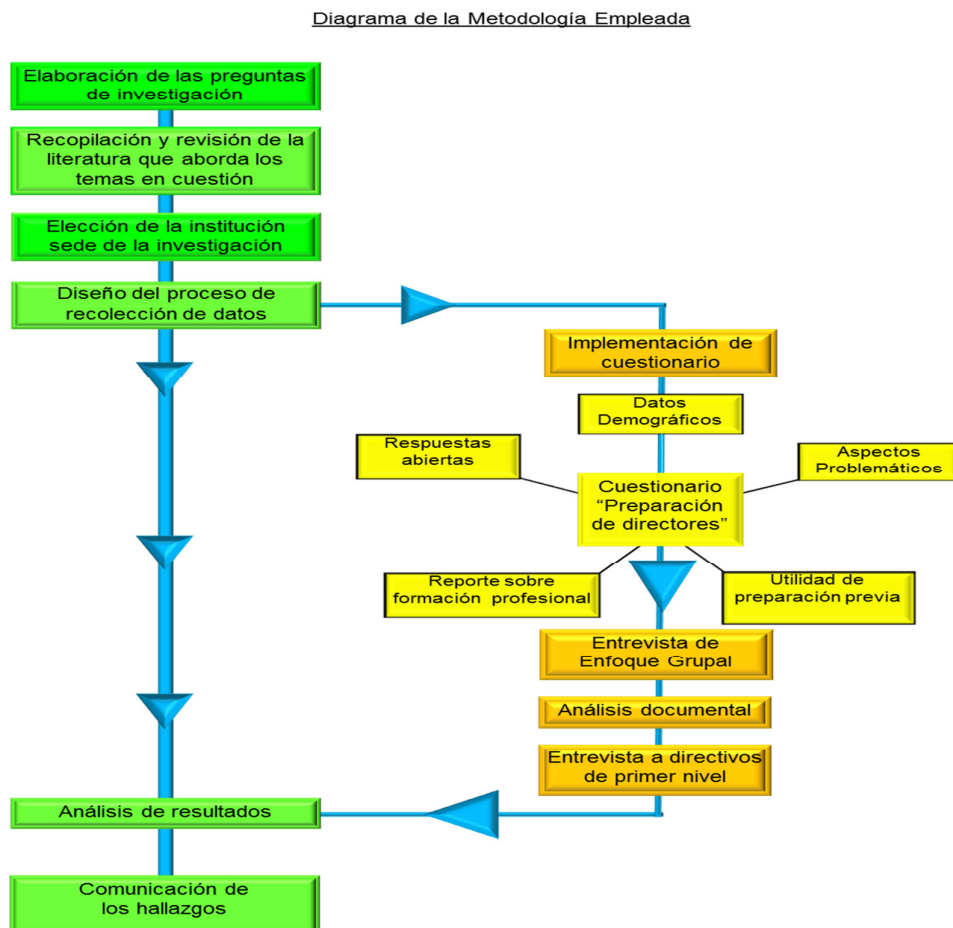 Diagrama de la Metodología Empleada
Elaboración de las preguntas
de investigación
Recopilación y revisión de la
literatura que aborda los
temas en cuestión
Elección de la institución
sede de la investigación
Diseño del proceso de
recolección de datos
Implementación de
cuestionario
Datos
Demográficos
Respuestas
abiertas
Aspectos
Problemáticos
Cuestionario
“Preparación
de directores”
Reporte sobre
formación profesional
Utilidad de
preparación previa
Entrevista de
Enfoque Grupal
Análisis documental
Entrevista a directivos
de primer nivel
Análisis de resultados
Comunicación de
los hallazgos